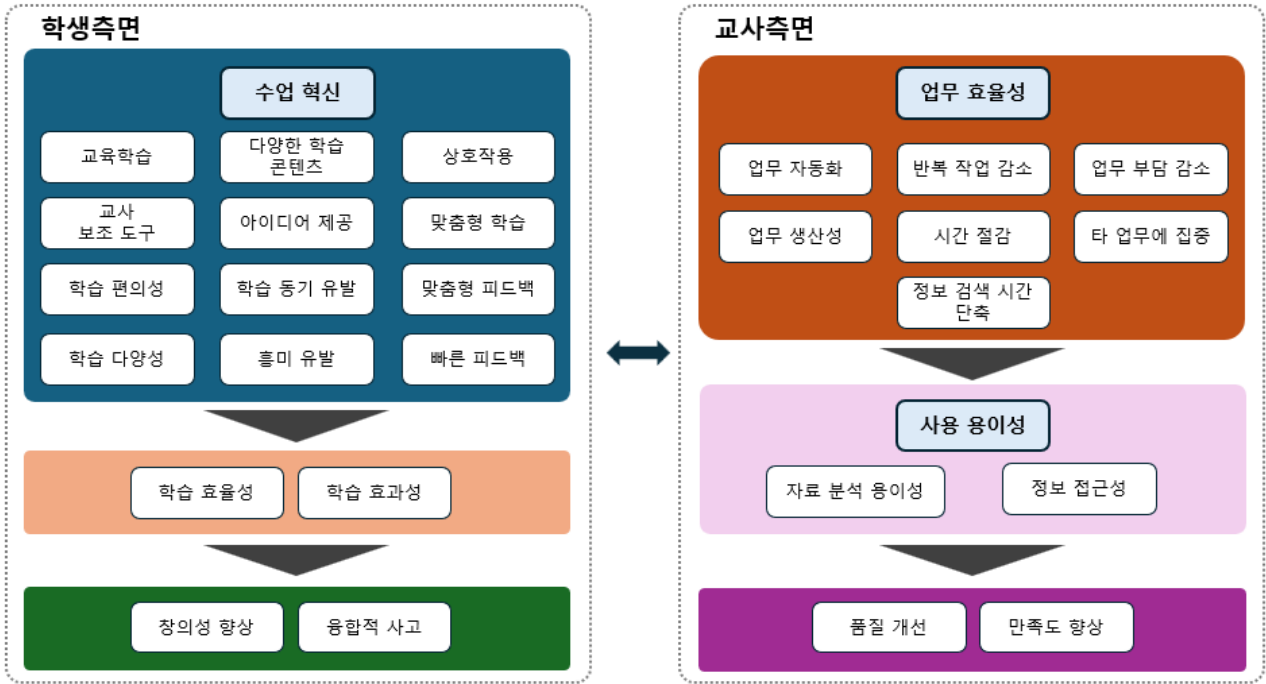 학생측면
수업 혁신
교육학습
다양한 학습
콘텐츠
상호작용
교사
보조 도구
아이디어 제공
맞춤형 학습
학습 편의성
학습 동기 유발
맞춤형 피드백
학습 다양성
흥미 유발
빠른 피드백
학습 효율성
학습 효과성
창의성 향상
융합적 사고
교사측면
업무 효율성
업무 자동화
반복 작업 감소
업무 부담 감소
업무 생산성
시간 절감
타 업무에 집중
정보 검색 시간
단축
사용 용이성
자료 분석 용이성
정보 접근성
품질 개선
만족도 향상